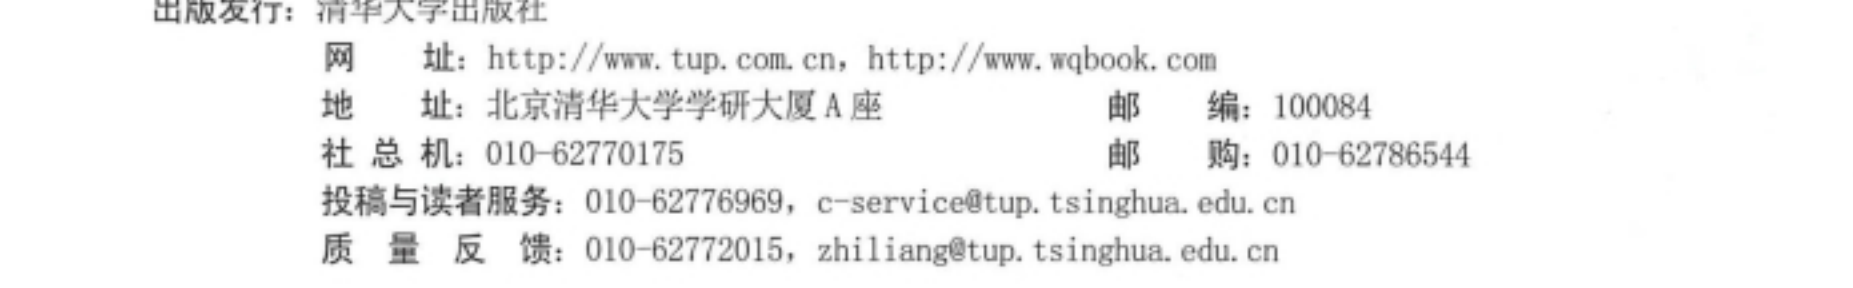 出版发行：清华大学出版社
网　　址：http://www.tup.com.cn，http://www.wqbook.com
地　　址：北京清华大学学研大厦 A 座　　邮　　编：100084
社 总 机：010-62770175　　邮　　购：010-62786544
投稿与读者服务：010-62776969，c-service@tup.tsinghua.edu.cn
质 量 反 馈：010-62772015，zhiliang@tup.tsinghua.edu.cn